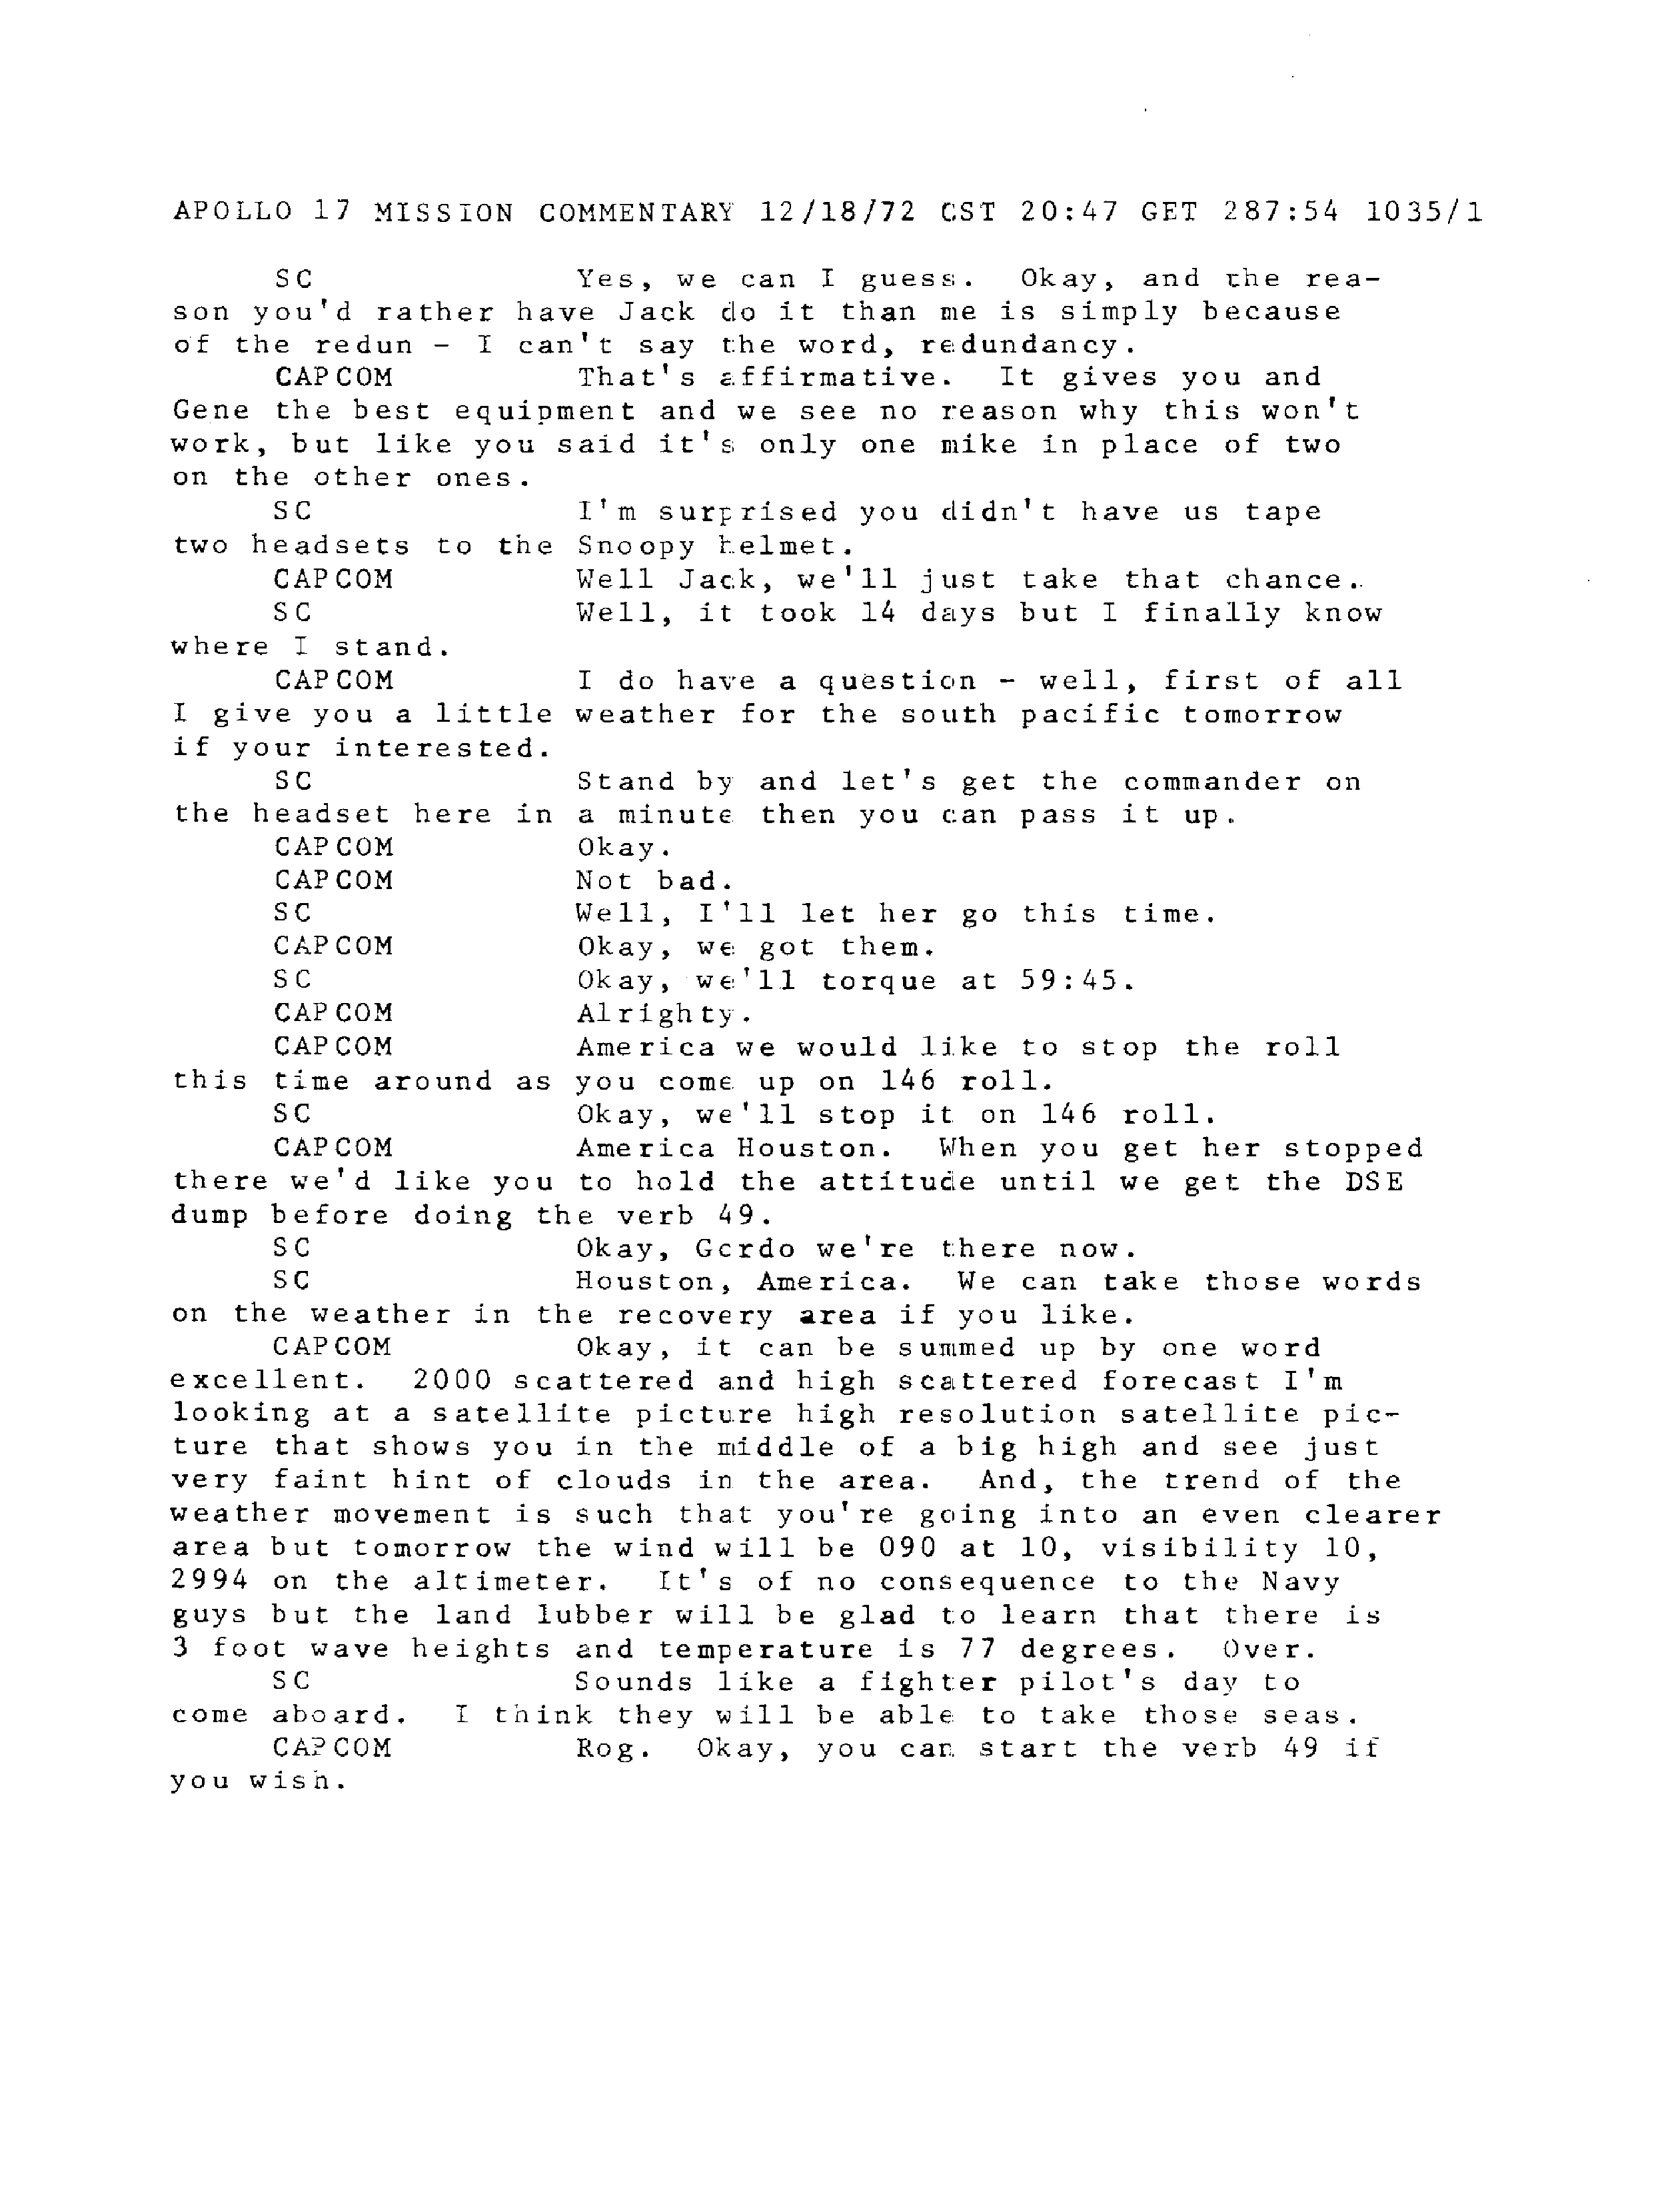 APOLLO 17 MISSION COMMENTARY 12/18/72 CST 20:47 GET 287:54 1035/1
SC Yes, we can I guess. Okay, and the rea-
son you'd rather have Jack do it than me is simply because
of the redun - I can't say the word, redundancy.
CAPCOM That's affirmative. It gives you and
Gene the best equipment and we see no reason why this won't
work, but like you said it's only one mike in place of two
on the other ones.
SC I'm surprised you didn't have us tape
two headsets to the Snoopy helmet.
CAPCOM Well Jack, we'll just take that chance.
SC Well, it took 14 days but I finally know
where I stand.
CAPCOM I do have a question - well, first of all
I give you a little weather for the south pacific tomorrow
if your interested.
SC Stand by and let's get the commander on
the headset here in a minute then you can pass it up.
CAPCOM Okay.
CAPCOM Not bad.
SC Well, I'll let her go this time.
CAPCOM Okay, we got them.
SC Okay, we'll torque at 59:45.
CAPCOM Alrighty.
CAPCOM America we would like to stop the roll
this time around as you come up on 146 roll.
SC Okay, we'll stop it on 146 roll.
CAPCOM America Houston. When you get her stopped
there we'd like you to hold the attitude until we get the DSE
dump before doing the verb 49.
SC Okay, Gordo we're there now.
SC Houston, America. We can take those words
on the weather in the recovery area if you like.
CAPCOM Okay, it can be summed up by one word
excellent. 2000 scattered and high scattered forecast I'm
looking at a satellite picture high resolution satellite pic-
ture that shows you in the middle of a big high and see just
very faint hint of clouds in the area. And, the trend of the
weather movement is such that you're going into an even clearer
area but tomorrow the wind will be 090 at 10, visibility 10,
2994 on the altimeter. It's of no consequence to the Navy
guys but the land lubber will be glad to learn that there is
3 foot wave heights and temperature is 77 degrees. Over.
SC Sounds like a fighter pilot's day to
come aboard. I think they will be able to take those seas.
CAPCOM Rog. Okay, you can start the verb 49 if
you wish.